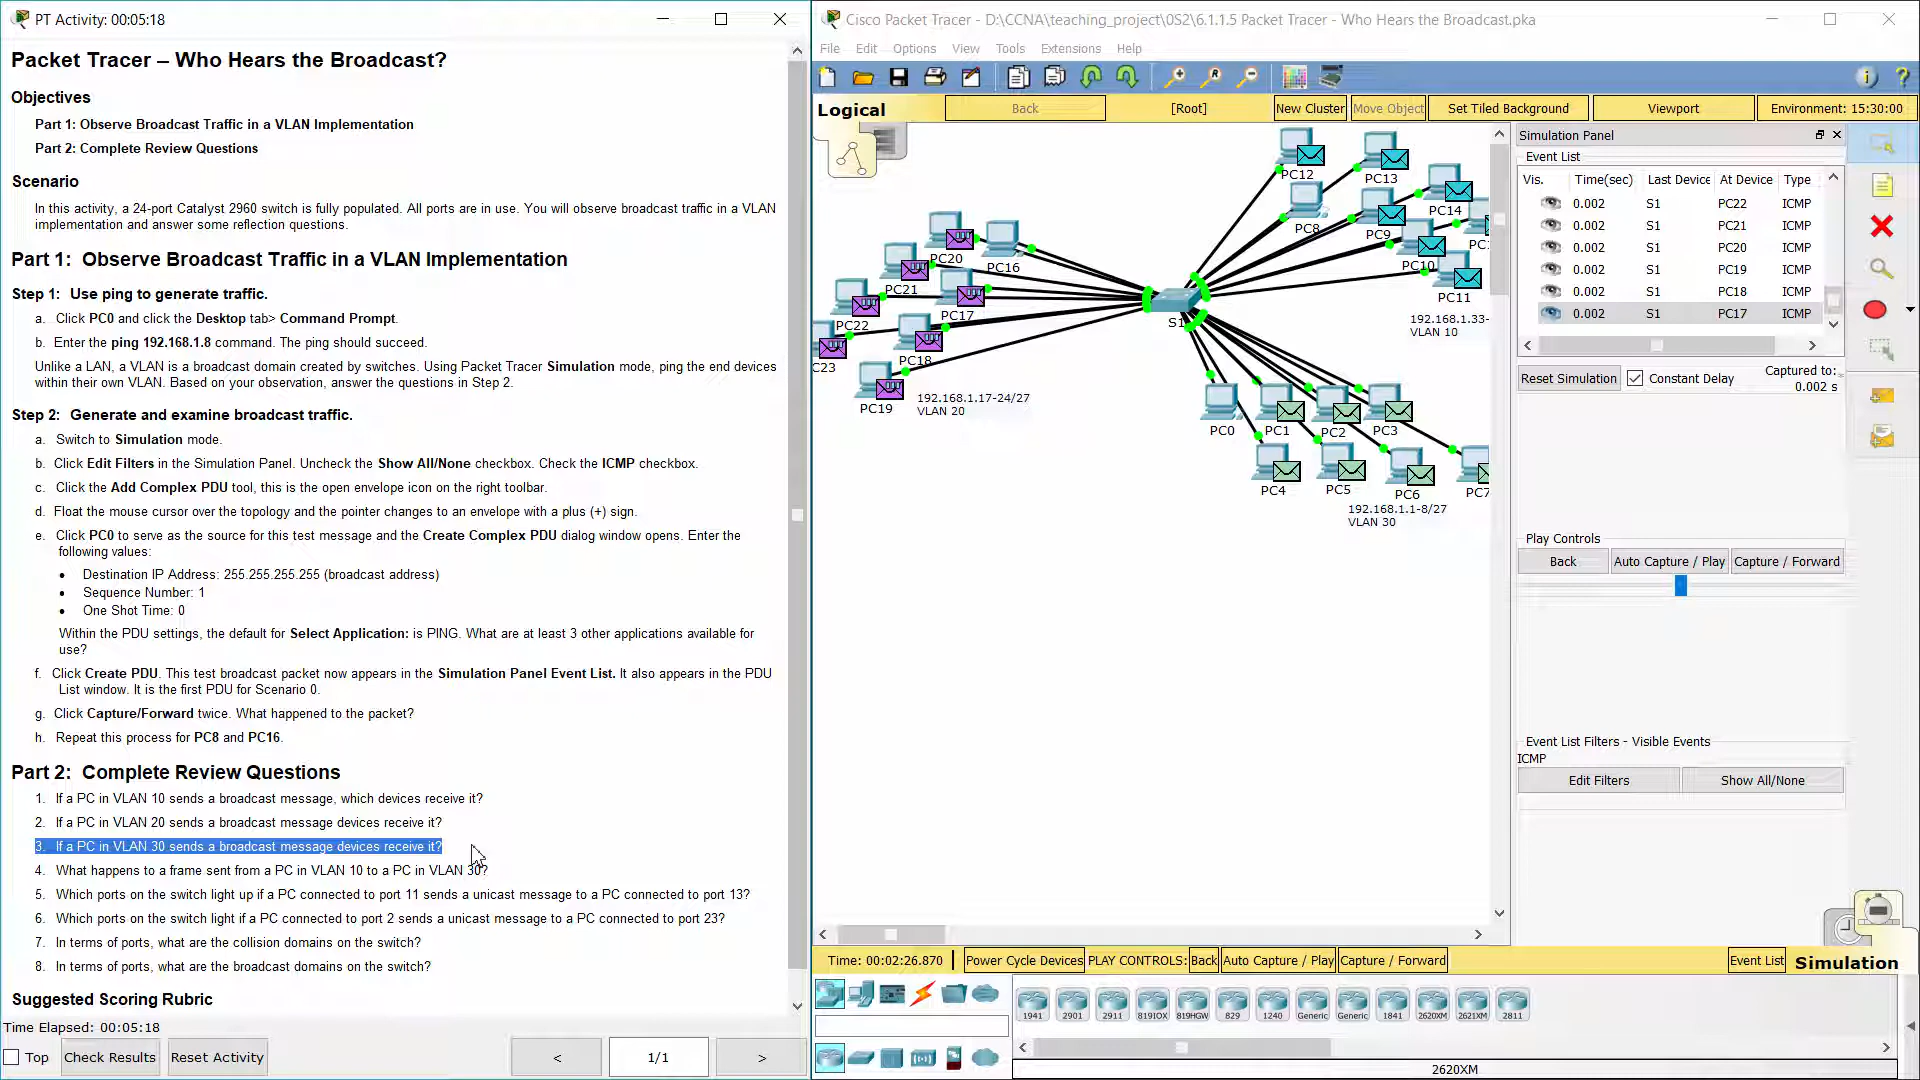 PT Activity: 00:05:18
Packet Tracer – Who Hears the Broadcast?
Objectives
Part 1: Observe Broadcast Traffic in a VLAN Implementation
Part 2: Complete Review Questions
Scenario
In this activity, a 24-port Catalyst 2960 switch is fully populated. All ports are in use. You will observe broadcast traffic in a VLAN
implementation and answer some reflection questions.
Part 1: Observe Broadcast Traffic in a VLAN Implementation
Step 1: Use ping to generate traffic.
a. Click PC0 and click the Desktop tab> Command Prompt.
b. Enter the ping 192.168.1.8 command. The ping should succeed.
Unlike a LAN, a VLAN is a broadcast domain created by switches. Using Packet Tracer Simulation mode, ping the end devices
within their own VLAN. Based on your observation, answer the questions in Step 2.
Step 2: Generate and examine broadcast traffic.
a. Switch to Simulation mode.
b. Click Edit Filters in the Simulation Panel. Uncheck the Show All/None checkbox. Check the ICMP checkbox.
c. Click the Add Complex PDU tool, this is the open envelope icon on the right toolbar.
d. Float the mouse cursor over the topology and the pointer changes to an envelope with a plus (+) sign.
e. Click PC0 to serve as the source for this test message and the Create Complex PDU dialog window opens. Enter the
following values:
• Destination IP Address: 255.255.255.255 (broadcast address)
• Sequence Number: 1
• One Shot Time: 0
Within the PDU settings, the default for Select Application: is PING. What are at least 3 other applications available for
use?
f. Click Create PDU. This test broadcast packet now appears in the Simulation Panel Event List. It also appears in the PDU
List window. It is the first PDU for Scenario 0.
g. Click Capture/Forward twice. What happened to the packet?
h. Repeat this process for PC8 and PC16.
Part 2: Complete Review Questions
1. If a PC in VLAN 10 sends a broadcast message, which devices receive it?
2. If a PC in VLAN 20 sends a broadcast message devices receive it?
3. If a PC in VLAN 30 sends a broadcast message devices receive it?
4. What happens to a frame sent from a PC in VLAN 10 to a PC in VLAN 30?
5. Which ports on the switch light up if a PC connected to port 11 sends a unicast message to a PC connected to port 13?
6. Which ports on the switch light if a PC connected to port 2 sends a unicast message to a PC connected to port 23?
7. In terms of ports, what are the collision domains on the switch?
8. In terms of ports, what are the broadcast domains on the switch?
Suggested Scoring Rubric
Time Elapsed: 00:05:18
Top
Check Results
Reset Activity
<
1/1
>
Cisco Packet Tracer - D:\CCNA\teaching_project\0S2\6.1.1.5 Packet Tracer - Who Hears the Broadcast.pka
File Edit Options View Tools Extensions Help
Logical
Back
[Root]
New Cluster
Move Object
Set Tiled Background
Viewport
Environment: 15:30:00
PC12
PC13
PC14
PC8
PC9
PC10
PC11
192.168.1.33-
VLAN 10
PC20
PC16
PC21
PC17
PC22
PC18
C23
PC19
192.168.1.17-24/27
VLAN 20
S1
PC0
PC1
PC2
PC3
PC4
PC5
PC6
PC7
192.168.1.1-8/27
VLAN 30
Simulation Panel
Event List
Vis. Time(sec) Last Device At Device Type
0.002 S1 PC22 ICMP
0.002 S1 PC21 ICMP
0.002 S1 PC20 ICMP
0.002 S1 PC19 ICMP
0.002 S1 PC18 ICMP
0.002 S1 PC17 ICMP
Reset Simulation
Constant Delay
Captured to:
0.002 s
Play Controls
Back
Auto Capture / Play
Capture / Forward
Event List Filters - Visible Events
ICMP
Edit Filters
Show All/None
Time: 00:02:26.870
Power Cycle Devices
PLAY CONTROLS:
Back
Auto Capture / Play
Capture / Forward
Event List
Simulation
1941
2901
2911
819IOX
819HGW
829
1240
Generic
Generic
1841
2620XM
2621XM
2811
2620XM